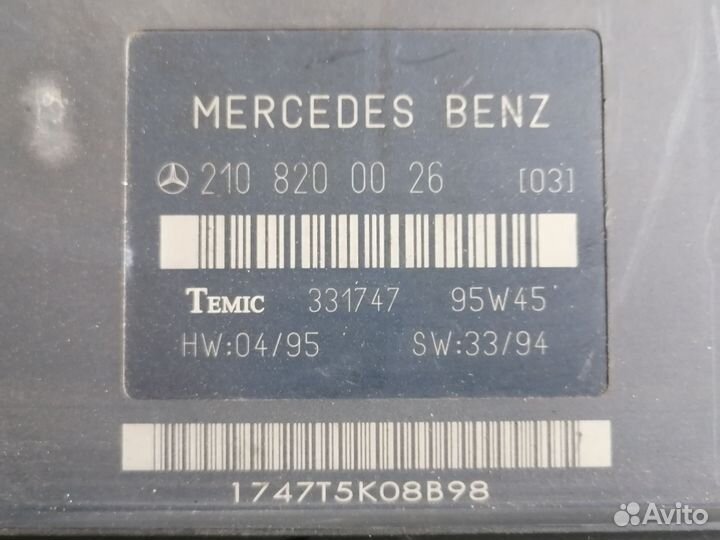 MERCEDES BENZ
210 820 00 26 [03]
TEMIC 331747 95W45
HW:04/95 SW:33/94
1747T5K08B98
Avito